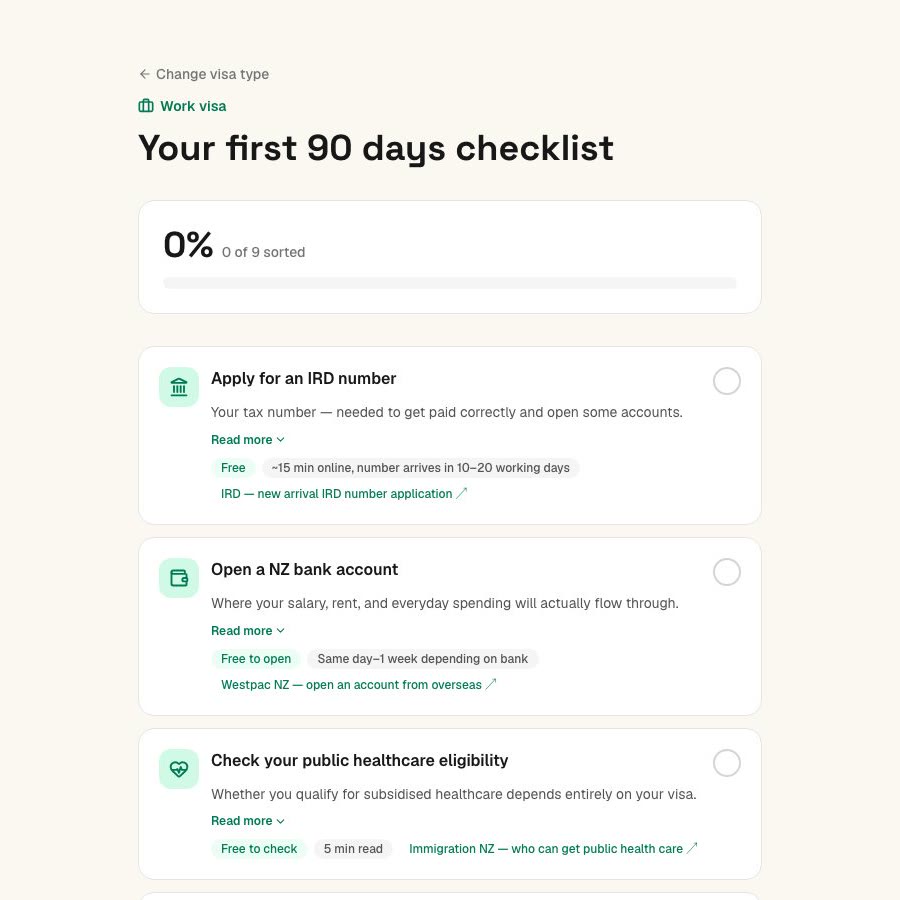 ← Change visa type
Work visa
Your first 90 days checklist
0% 0 of 9 sorted
Apply for an IRD number
Your tax number — needed to get paid correctly and open some accounts.
Read more
Free ~15 min online, number arrives in 10–20 working days
IRD — new arrival IRD number application ↗
Open a NZ bank account
Where your salary, rent, and everyday spending will actually flow through.
Read more
Free to open Same day–1 week depending on bank
Westpac NZ — open an account from overseas ↗
Check your public healthcare eligibility
Whether you qualify for subsidised healthcare depends entirely on your visa.
Read more
Free to check 5 min read Immigration NZ — who can get public health care ↗